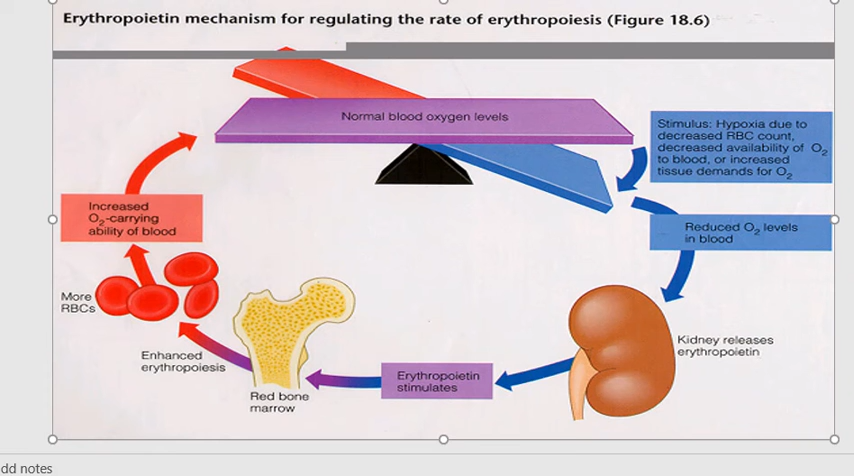 Erythropoietin mechanism for regulating the rate of erythropoiesis (Figure 18.6)
Normal blood oxygen levels
Stimulus: Hypoxia due to
decreased RBC count,
decreased availability of O₂
to blood, or increased
tissue demands for O₂
Reduced O₂ levels
in blood
Kidney releases
erythropoietin
Erythropoietin
stimulates
Red bone
marrow
Enhanced
erythropoiesis
More
RBCs
Increased
O₂-carrying
ability of blood
dd notes